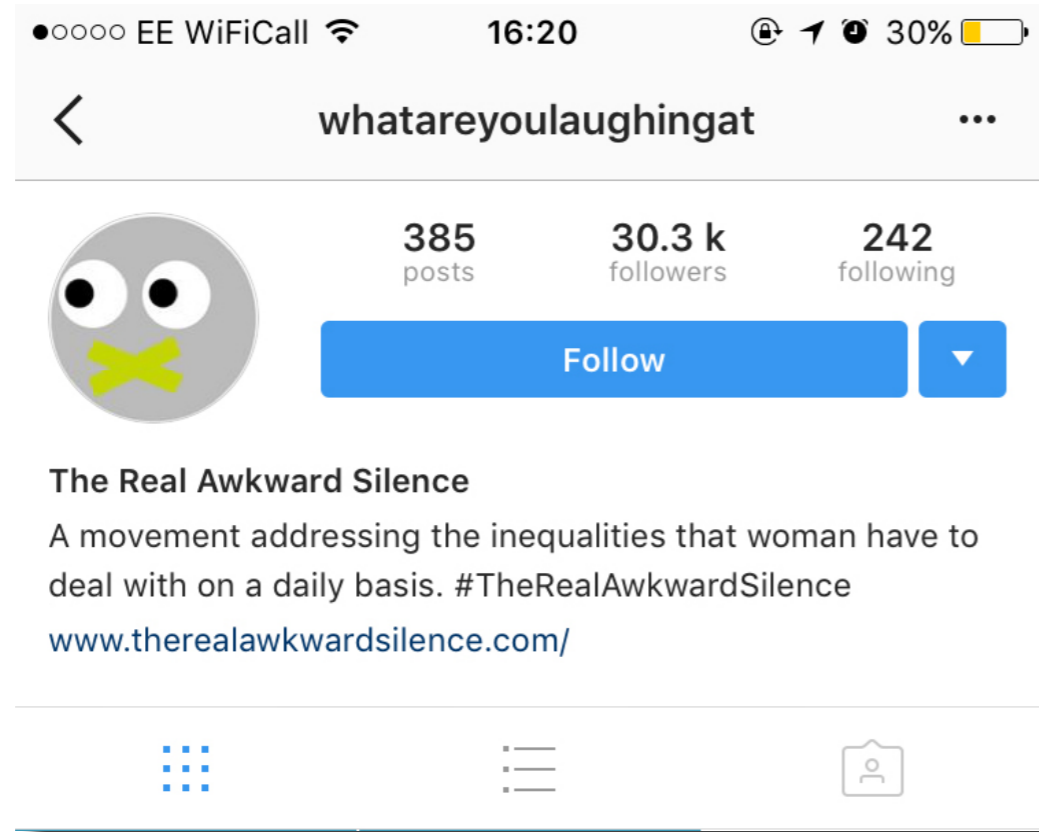 EE WiFiCall 16:20 30%
whatareyoulaughingat
385 30.3 k 242
posts followers following
Follow
The Real Awkward Silence
A movement addressing the inequalities that woman have to
deal with on a daily basis. #TheRealAwkwardSilence
www.therealawkwardsilence.com/